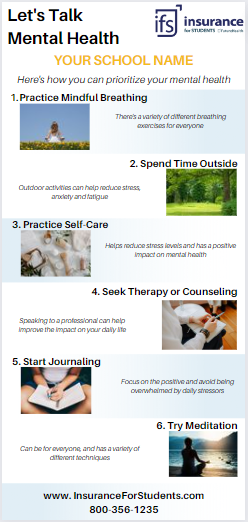 Let's Talk
Mental Health
ifs insurance
for STUDENTS
YOUR SCHOOL NAME
Here's how you can prioritize your mental health
1. Practice Mindful Breathing
There's a variety of different breathing
exercises for everyone
2. Spend Time Outside
Outdoor activities can help reduce stress,
anxiety and fatigue
3. Practice Self-Care
Helps reduce stress levels and has a positive
impact on mental health
4. Seek Therapy or Counseling
Speaking to a professional can help
improve the impact on your daily life
5. Start Journaling
Focus on the positive and avoid being
overwhelmed by daily stressors
6. Try Meditation
Can be for everyone, and has a variety of
different techniques
www. InsuranceForStudents.com
800-356-1235